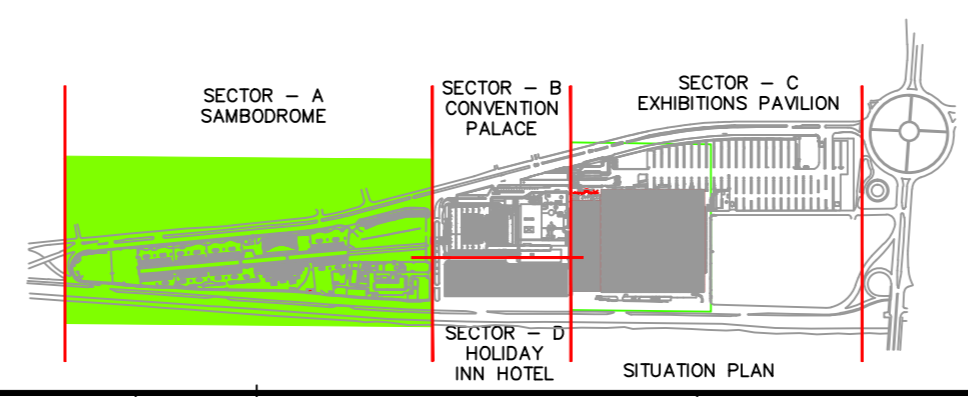 SECTOR – A
SAMBODROME
SECTOR – B
CONVENTION
PALACE
SECTOR – C
EXHIBITIONS PAVILION
SECTOR – D
HOLIDAY
INN HOTEL
SITUATION PLAN